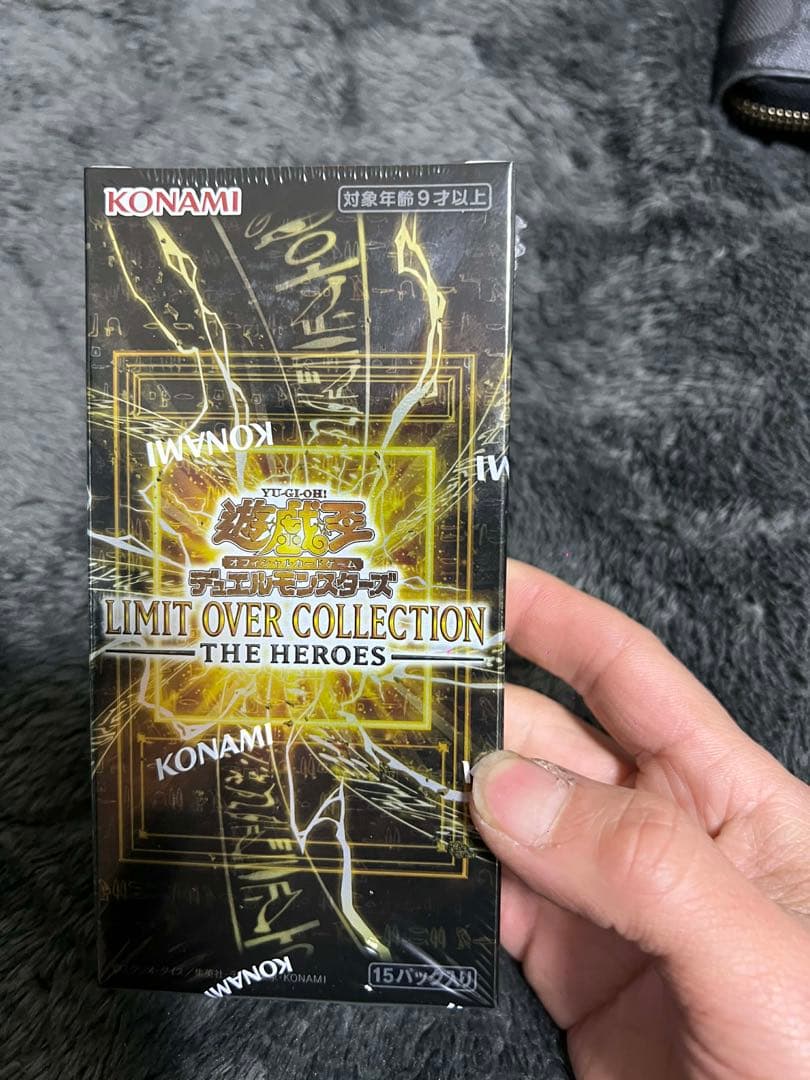 KONAMI
対象年齢9才以上
KONAMI
YU-GI-OH!
遊戯王
オフィシャルカードゲーム
デュエルモンスターズ
LIMIT OVER COLLECTION
THE HEROES
KONAMI
KONAMI
KONAMI
15パック入り